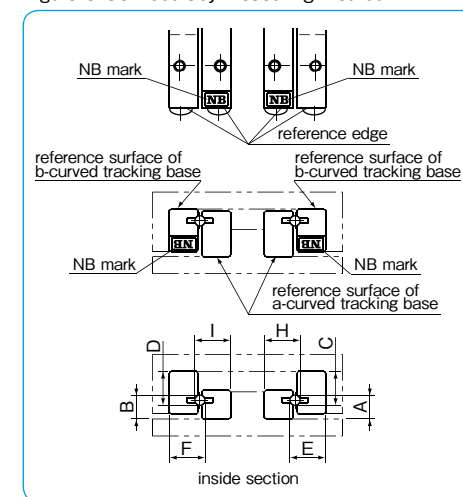 NB mark
NB mark
NB NB
reference edge
reference surface of
b-curved tracking base
reference surface of
b-curved tracking base
NB NB
NB mark
NB mark
reference surface of
a-curved tracking base
D I H C
B A
F E
inside section